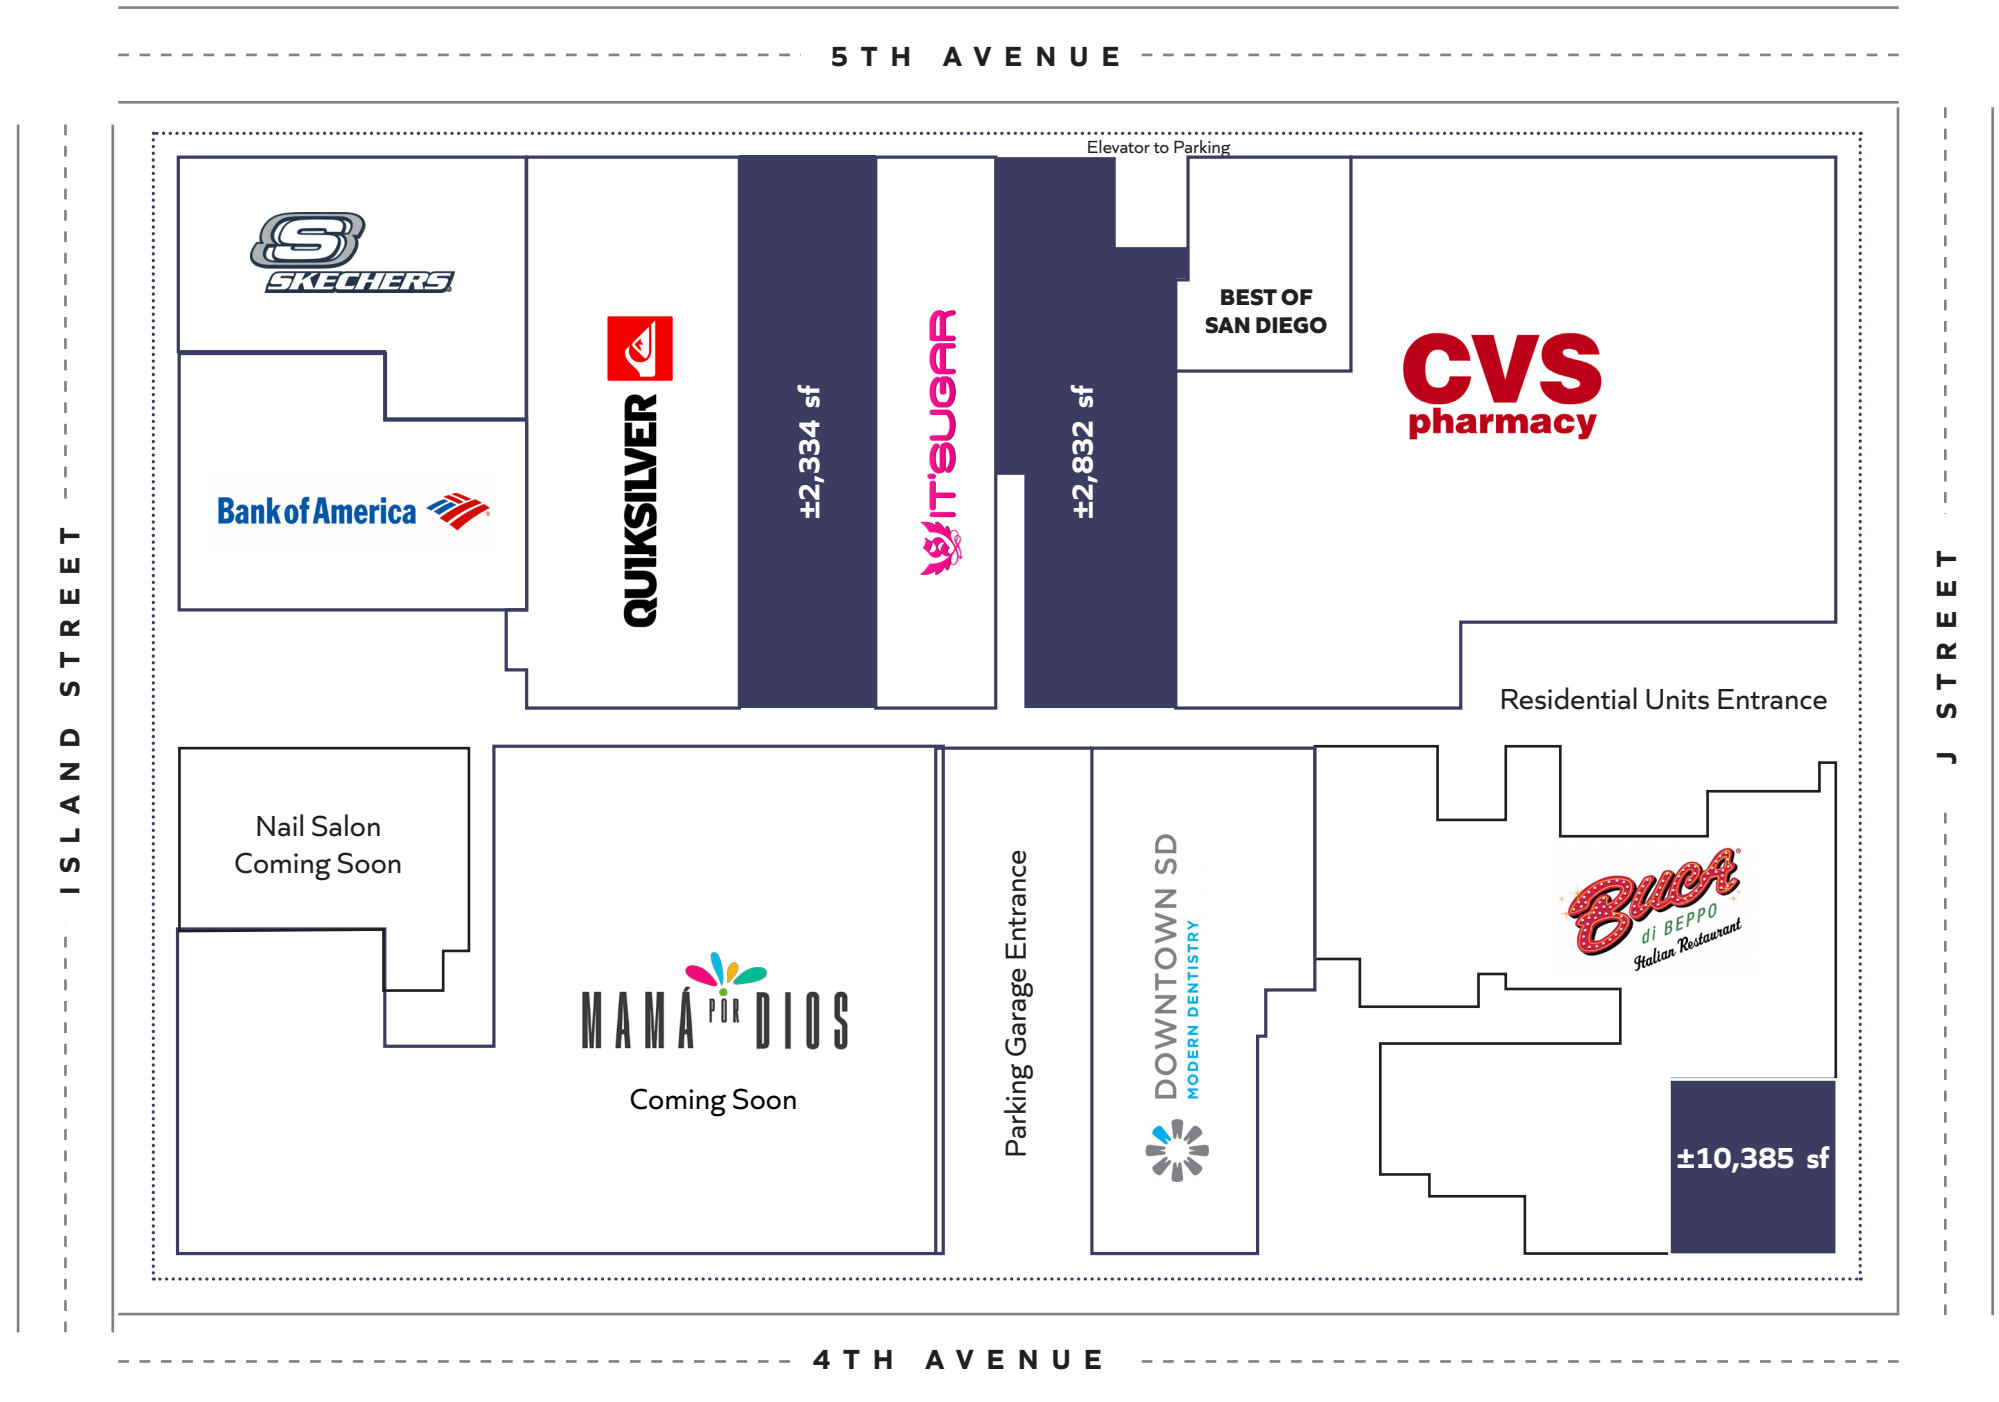 5TH AVENUE
Elevator to Parking
SKECHERS
BEST OF
SAN DIEGO
CVS
pharmacy
Bank of America
QUIKSILVER
±2,334 sf
IT'SUGAR
±2,832 sf
ISLAND STREET
J STREET
Residential Units Entrance
Nail Salon
Coming Soon
MAMÁ POR DIOS
Coming Soon
Parking Garage Entrance
DOWNTOWN SD
MODERN DENTISTRY
BUCA
di BEPPO
Italian Restaurant
±10,385 sf
4TH AVENUE